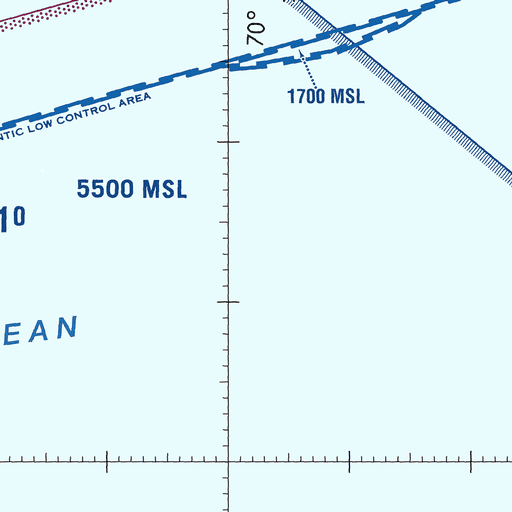 70°
1700 MSL
NTIC LOW CONTROL AREA
5500 MSL
10
EAN